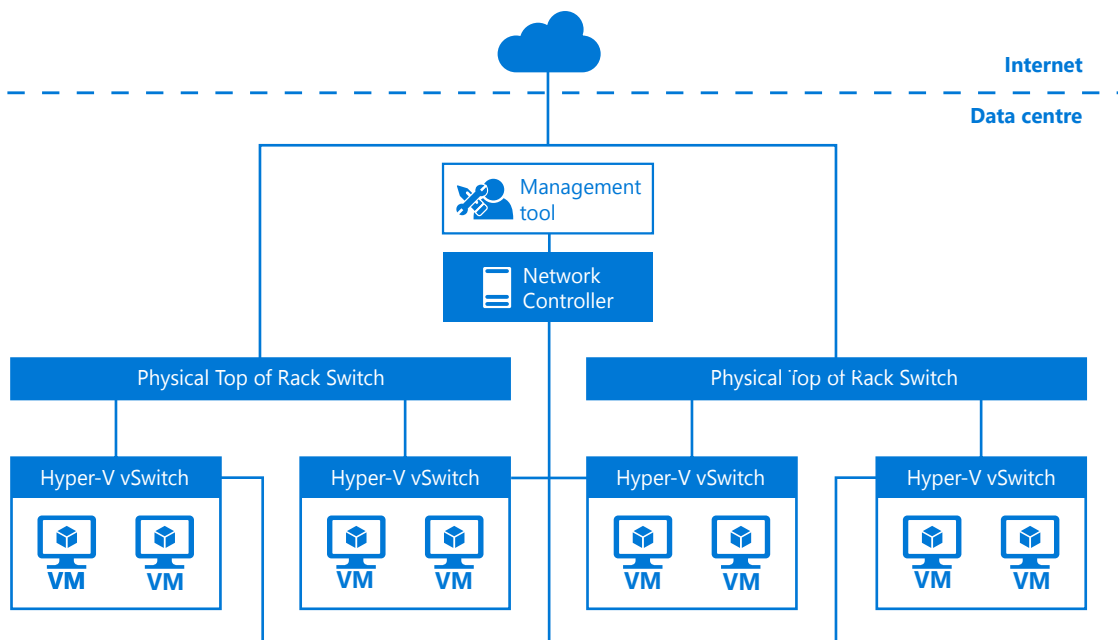 Internet
Data centre
Management
tool
Network
Controller
Physical Top of Rack Switch
Physical Top of Rack Switch
Hyper-V vSwitch
Hyper-V vSwitch
Hyper-V vSwitch
Hyper-V vSwitch
VM
VM
VM
VM
VM
VM
VM
VM